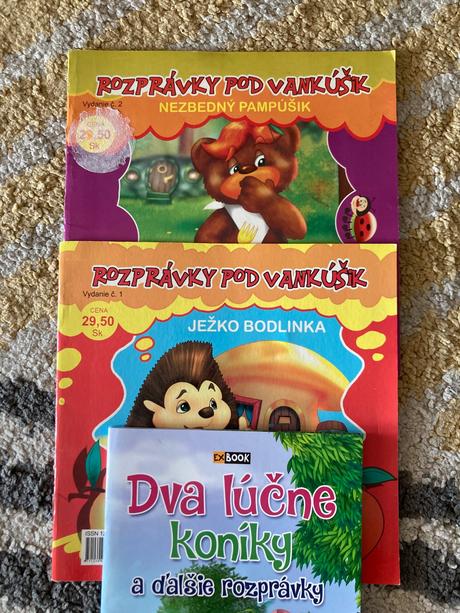 ROZPRÁVKY POD VANKÚŠIK
Vydanie č. 2
NEZBEDNÝ PAMPÚŠIK
CENA
29,50
Sk
ROZPRÁVKY POD VANKÚŠIK
Vydanie č. 1
CENA
29,50
Sk
JEŽKO BODLINKA
EX BOOK
Dva lúčne
koníky
a ďalšie rozprávky
ISSN